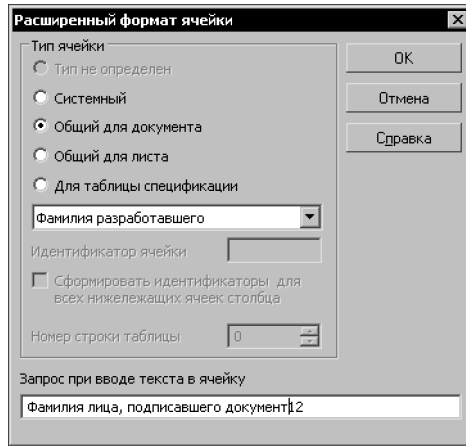 Расширенный формат ячейки
Тип ячейки
Тип не определен
Системный
Общий для документа
Общий для листа
Для таблицы спецификации
Фамилия разработавшего
Идентификатор ячейки
Сформировать идентификаторы для
всех нижележащих ячеек столбца
Номер строки таблицы 0
OK
Отмена
Справка
Запрос при вводе текста в ячейку
Фамилия лица, подписавшего документ12